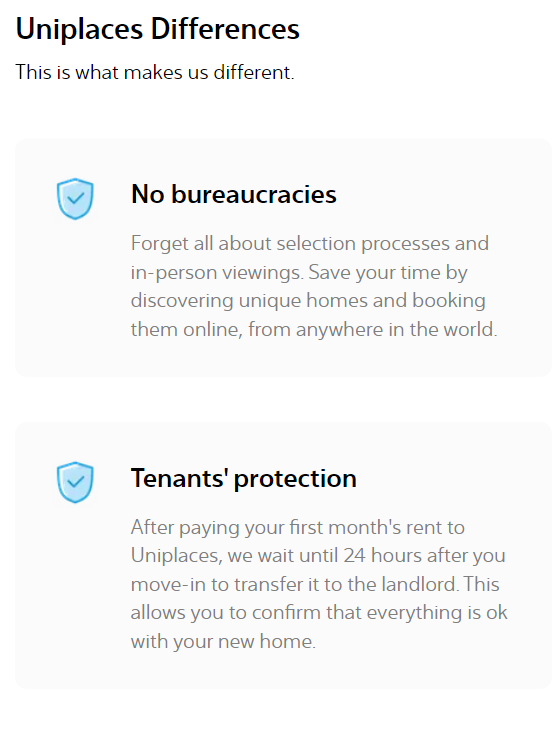 Uniplaces Differences
This is what makes us different.
No bureaucracies
Forget all about selection processes and
in-person viewings. Save your time by
discovering unique homes and booking
them online, from anywhere in the world.
Tenants' protection
After paying your first month's rent to
Uniplaces, we wait until 24 hours after you
move-in to transfer it to the landlord. This
allows you to confirm that everything is ok
with your new home.